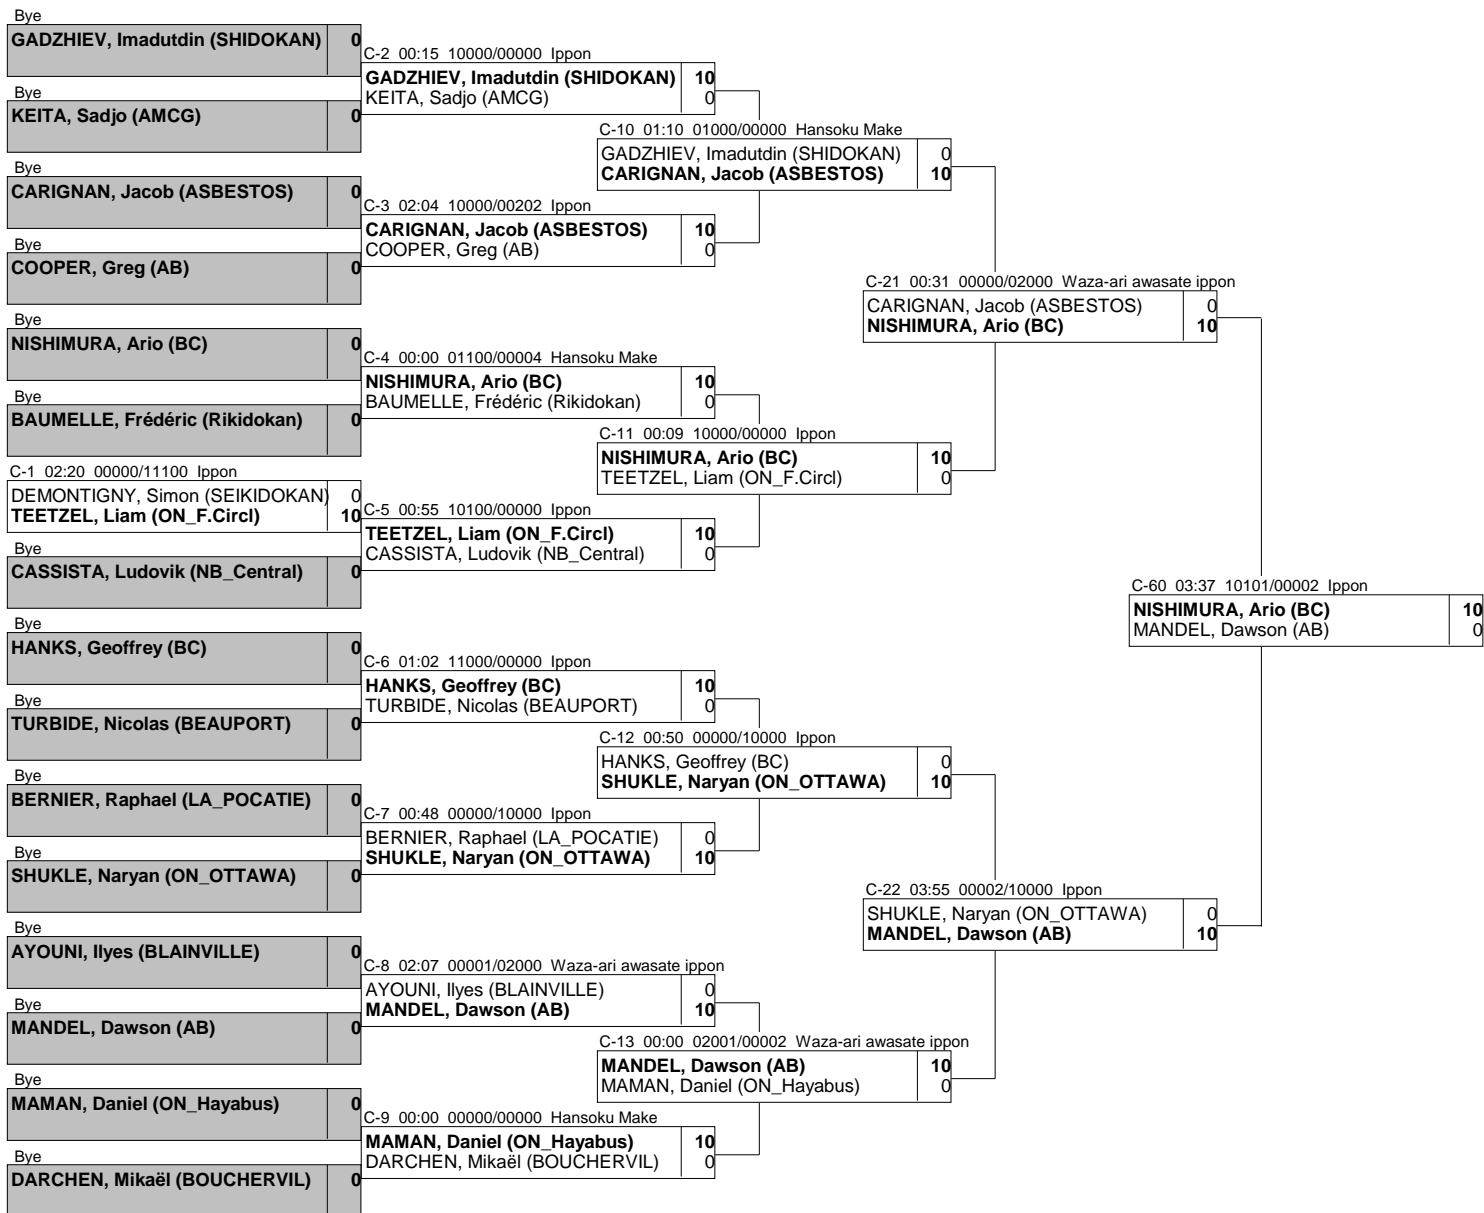 Bye
GADZHIEV, Imadutdin (SHIDOKAN) 0
Bye
KEITA, Sadjo (AMCG) 0
Bye
CARIGNAN, Jacob (ASBESTOS) 0
Bye
COOPER, Greg (AB) 0
Bye
NISHIMURA, Ario (BC) 0
Bye
BAUMELLE, Frédéric (Rikidokan) 0
C-1 02:20 00000/11100 Ippon
DEMONTIGNY, Simon (SEIKIDOKAN) 0
TEETZEL, Liam (ON_F.Circl) 10
Bye
CASSISTA, Ludovik (NB_Central) 0
Bye
HANKS, Geoffrey (BC) 0
Bye
TURBIDE, Nicolas (BEAUPORT) 0
Bye
BERNIER, Raphael (LA_POCATIE) 0
Bye
SHUKLE, Naryan (ON_OTTAWA) 0
Bye
AYOUNI, Ilyes (BLAINVILLE) 0
Bye
MANDEL, Dawson (AB) 0
Bye
MAMAN, Daniel (ON_Hayabus) 0
Bye
DARCHEN, Mikaël (BOUCHERVIL) 0
C-2 00:15 10000/00000 Ippon
GADZHIEV, Imadutdin (SHIDOKAN) 10
KEITA, Sadjo (AMCG) 0
C-3 02:04 10000/00202 Ippon
CARIGNAN, Jacob (ASBESTOS) 10
COOPER, Greg (AB) 0
C-4 00:00 01100/00004 Hansoku Make
NISHIMURA, Ario (BC) 10
BAUMELLE, Frédéric (Rikidokan) 0
C-5 00:55 10100/00000 Ippon
TEETZEL, Liam (ON_F.Circl) 10
CASSISTA, Ludovik (NB_Central) 0
C-6 01:02 11000/00000 Ippon
HANKS, Geoffrey (BC) 10
TURBIDE, Nicolas (BEAUPORT) 0
C-7 00:48 00000/10000 Ippon
BERNIER, Raphael (LA_POCATIE) 0
SHUKLE, Naryan (ON_OTTAWA) 10
C-8 02:07 00001/02000 Waza-ari awasate ippon
AYOUNI, Ilyes (BLAINVILLE) 0
MANDEL, Dawson (AB) 10
C-9 00:00 00000/00000 Hansoku Make
MAMAN, Daniel (ON_Hayabus) 10
DARCHEN, Mikaël (BOUCHERVIL) 0
C-10 01:10 01000/00000 Hansoku Make
GADZHIEV, Imadutdin (SHIDOKAN) 0
CARIGNAN, Jacob (ASBESTOS) 10
C-11 00:09 10000/00000 Ippon
NISHIMURA, Ario (BC) 10
TEETZEL, Liam (ON_F.Circl) 0
C-12 00:50 00000/10000 Ippon
HANKS, Geoffrey (BC) 0
SHUKLE, Naryan (ON_OTTAWA) 10
C-13 00:00 02001/00002 Waza-ari awasate ippon
MANDEL, Dawson (AB) 10
MAMAN, Daniel (ON_Hayabus) 0
C-21 00:31 00000/02000 Waza-ari awasate ippon
CARIGNAN, Jacob (ASBESTOS) 0
NISHIMURA, Ario (BC) 10
C-22 03:55 00002/10000 Ippon
SHUKLE, Naryan (ON_OTTAWA) 0
MANDEL, Dawson (AB) 10
C-60 03:37 10101/00002 Ippon
NISHIMURA, Ario (BC) 10
MANDEL, Dawson (AB) 0